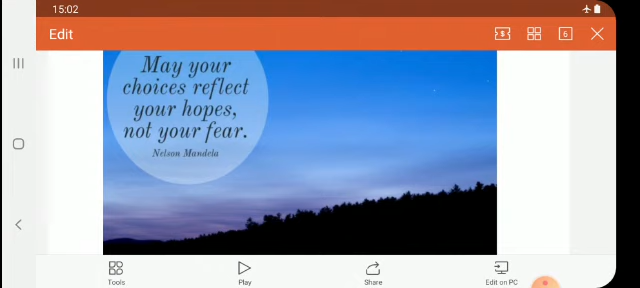 15:02
Edit
$
6
May your
choices reflect
your hopes,
not your fear.
Nelson Mandela
Tools
Play
Share
Edit on PC